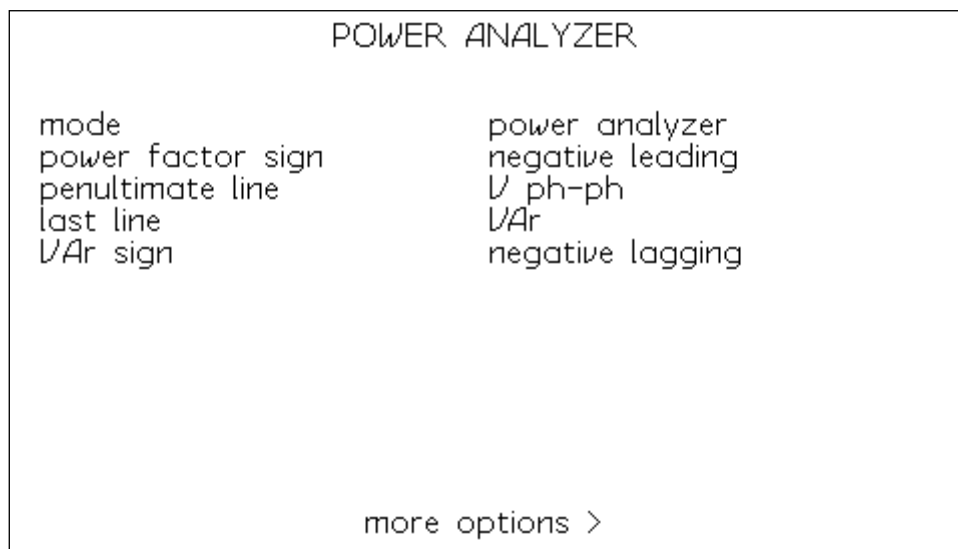 POWER ANALYZER
mode power analyzer
power factor sign negative leading
penultimate line V ph-ph
last line VAr
VAr sign negative lagging
more options >